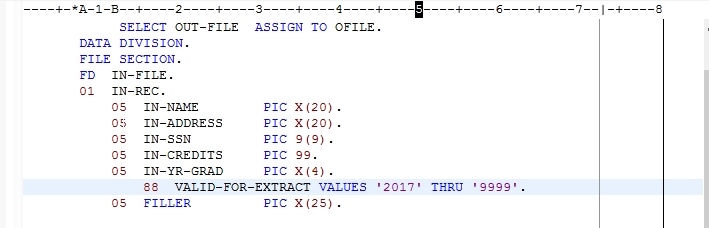 ----+-*A-1-B--+----2----+----3----+----4----+----5----+----6----+----7--|-+----8
SELECT OUT-FILE  ASSIGN TO OFILE.
DATA DIVISION.
FILE SECTION.
FD  IN-FILE.
01  IN-REC.
05  IN-NAME        PIC X(20).
05  IN-ADDRESS     PIC X(20).
05  IN-SSN         PIC 9(9).
05  IN-CREDITS     PIC 99.
05  IN-YR-GRAD     PIC X(4).
88  VALID-FOR-EXTRACT VALUES '2017' THRU '9999'.
05  FILLER         PIC X(25).